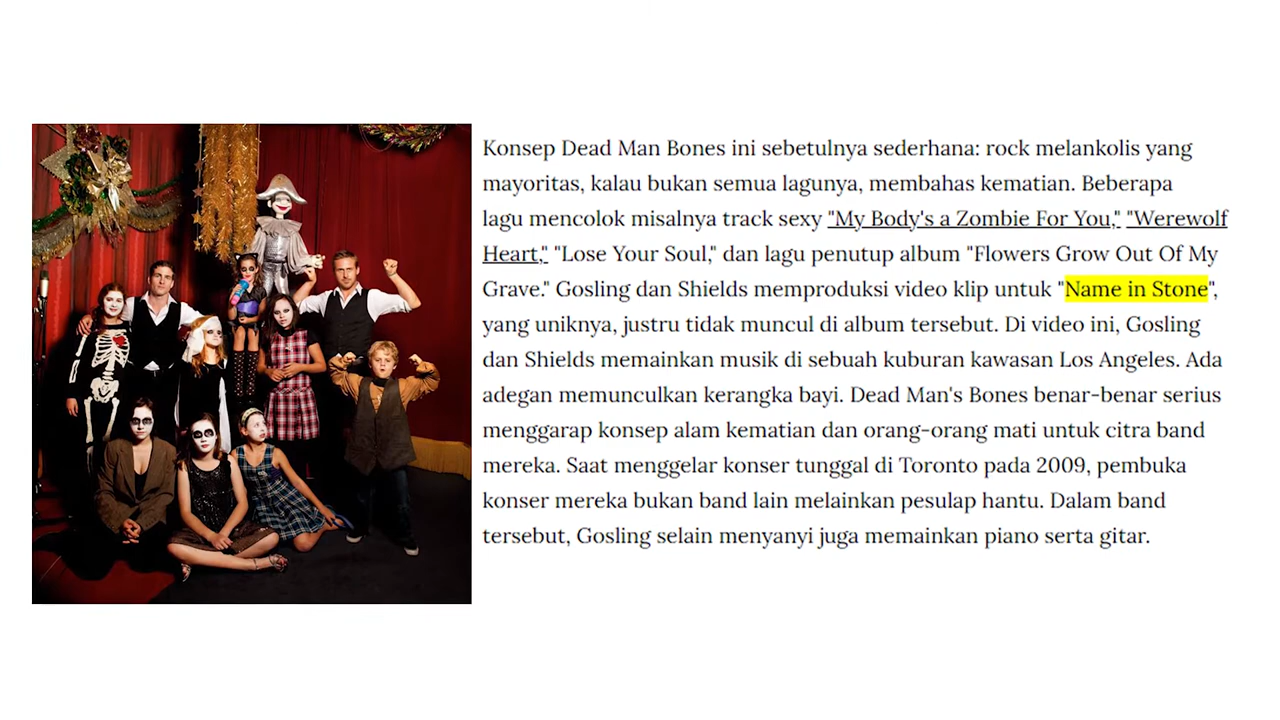 Konsep Dead Man Bones ini sebetulnya sederhana: rock melankolis yang
mayoritas, kalau bukan semua lagunya, membahas kematian. Beberapa
lagu mencolok misalnya track sexy "My Body's a Zombie For You," "Werewolf
Heart," "Lose Your Soul," dan lagu penutup album "Flowers Grow Out Of My
Grave." Gosling dan Shields memproduksi video klip untuk "Name in Stone",
yang uniknya, justru tidak muncul di album tersebut. Di video ini, Gosling
dan Shields memainkan musik di sebuah kuburan kawasan Los Angeles. Ada
adegan memunculkan kerangka bayi. Dead Man's Bones benar-benar serius
menggarap konsep alam kematian dan orang-orang mati untuk citra band
mereka. Saat menggelar konser tunggal di Toronto pada 2009, pembuka
konser mereka bukan band lain melainkan pesulap hantu. Dalam band
tersebut, Gosling selain menyanyi juga memainkan piano serta gitar.